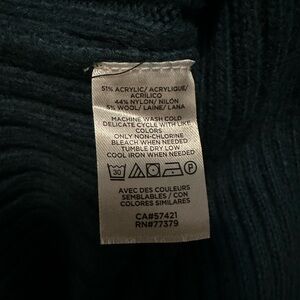 51% ACRYLIC/ ACRYLIQUE/
ACRILICO
44% NYLON/ NILÓN
5% WOOL/ LAINE/ LANA
MACHINE WASH COLD
DELICATE CYCLE WITH LIKE
COLORS
ONLY NON-CHLORINE
BLEACH WHEN NEEDED
TUMBLE DRY LOW
COOL IRON WHEN NEEDED
30
AVEC DES COULEURS
SEMBLABLES / CON
COLORES SIMILARES
CA#57421
RN#77379